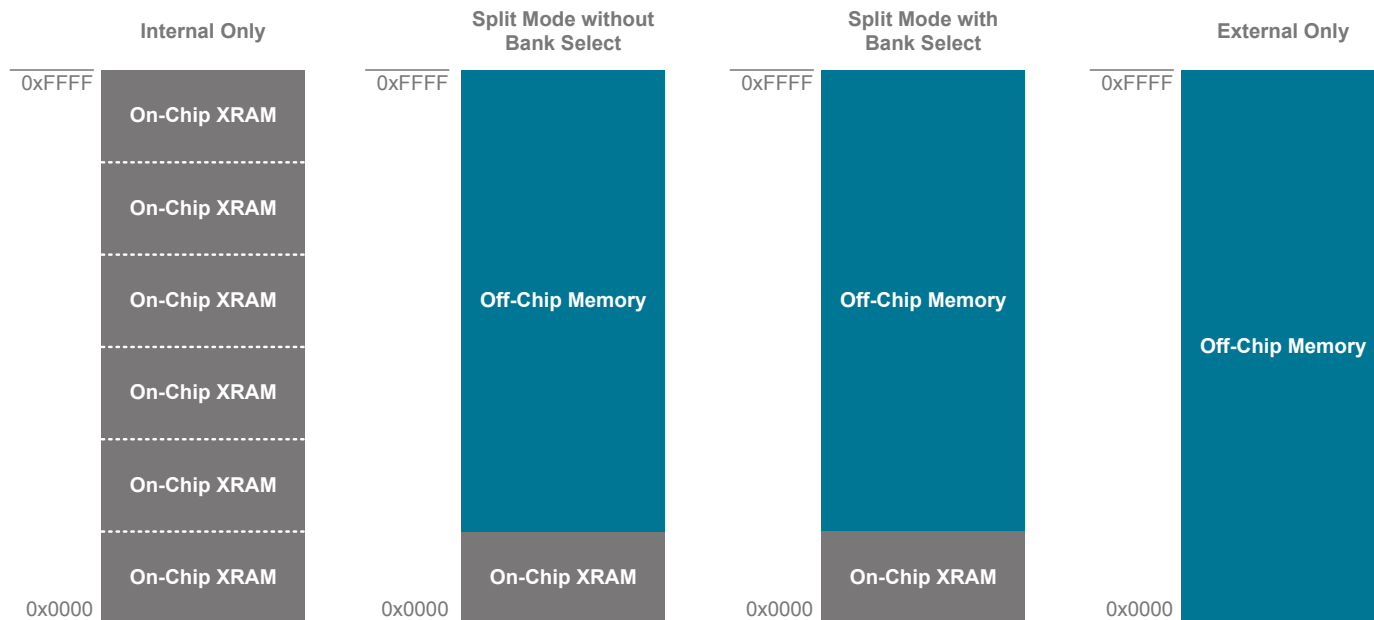 Internal Only
0xFFFF
On-Chip XRAM
On-Chip XRAM
On-Chip XRAM
On-Chip XRAM
On-Chip XRAM
On-Chip XRAM
0x0000
Split Mode without
Bank Select
0xFFFF
Off-Chip Memory
On-Chip XRAM
0x0000
Split Mode with
Bank Select
0xFFFF
Off-Chip Memory
On-Chip XRAM
0x0000
External Only
0xFFFF
Off-Chip Memory
0x0000